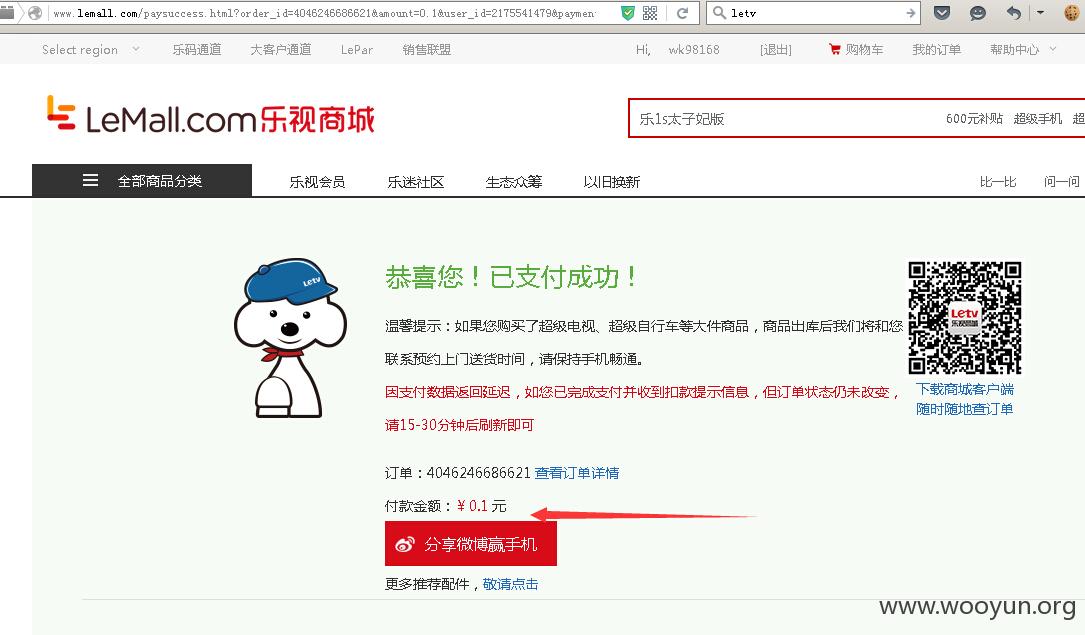 www.lemall.com/paysuccess.html?order_id=4046246686621&amount=0.1&user_id=2175541479&paymen
letv
Select region 乐码通道 大客户通道 LePar 销售联盟 Hi, wk98168 [退出] 购物车 我的订单 帮助中心
LeMall.com乐视商城
乐1s太子妃版 600元补贴 超级手机 超
全部商品分类 乐视会员 乐迷社区 生态众筹 以旧换新 比一比 问一问
letv
恭喜您！已支付成功！
温馨提示：如果您购买了超级电视、超级自行车等大件商品，商品出库后我们将和您
联系预约上门送货时间，请保持手机畅通。
因支付数据返回延迟，如您已完成支付并收到扣款提示信息，但订单状态仍未改变，
请15-30分钟后刷新即可
Letv
乐视商城
下载商城客户端
随时随地查订单
订单：4046246686621 查看订单详情
付款金额：¥ 0.1 元
分享微博赢手机
更多推荐配件，敬请点击
www.wooyun.org